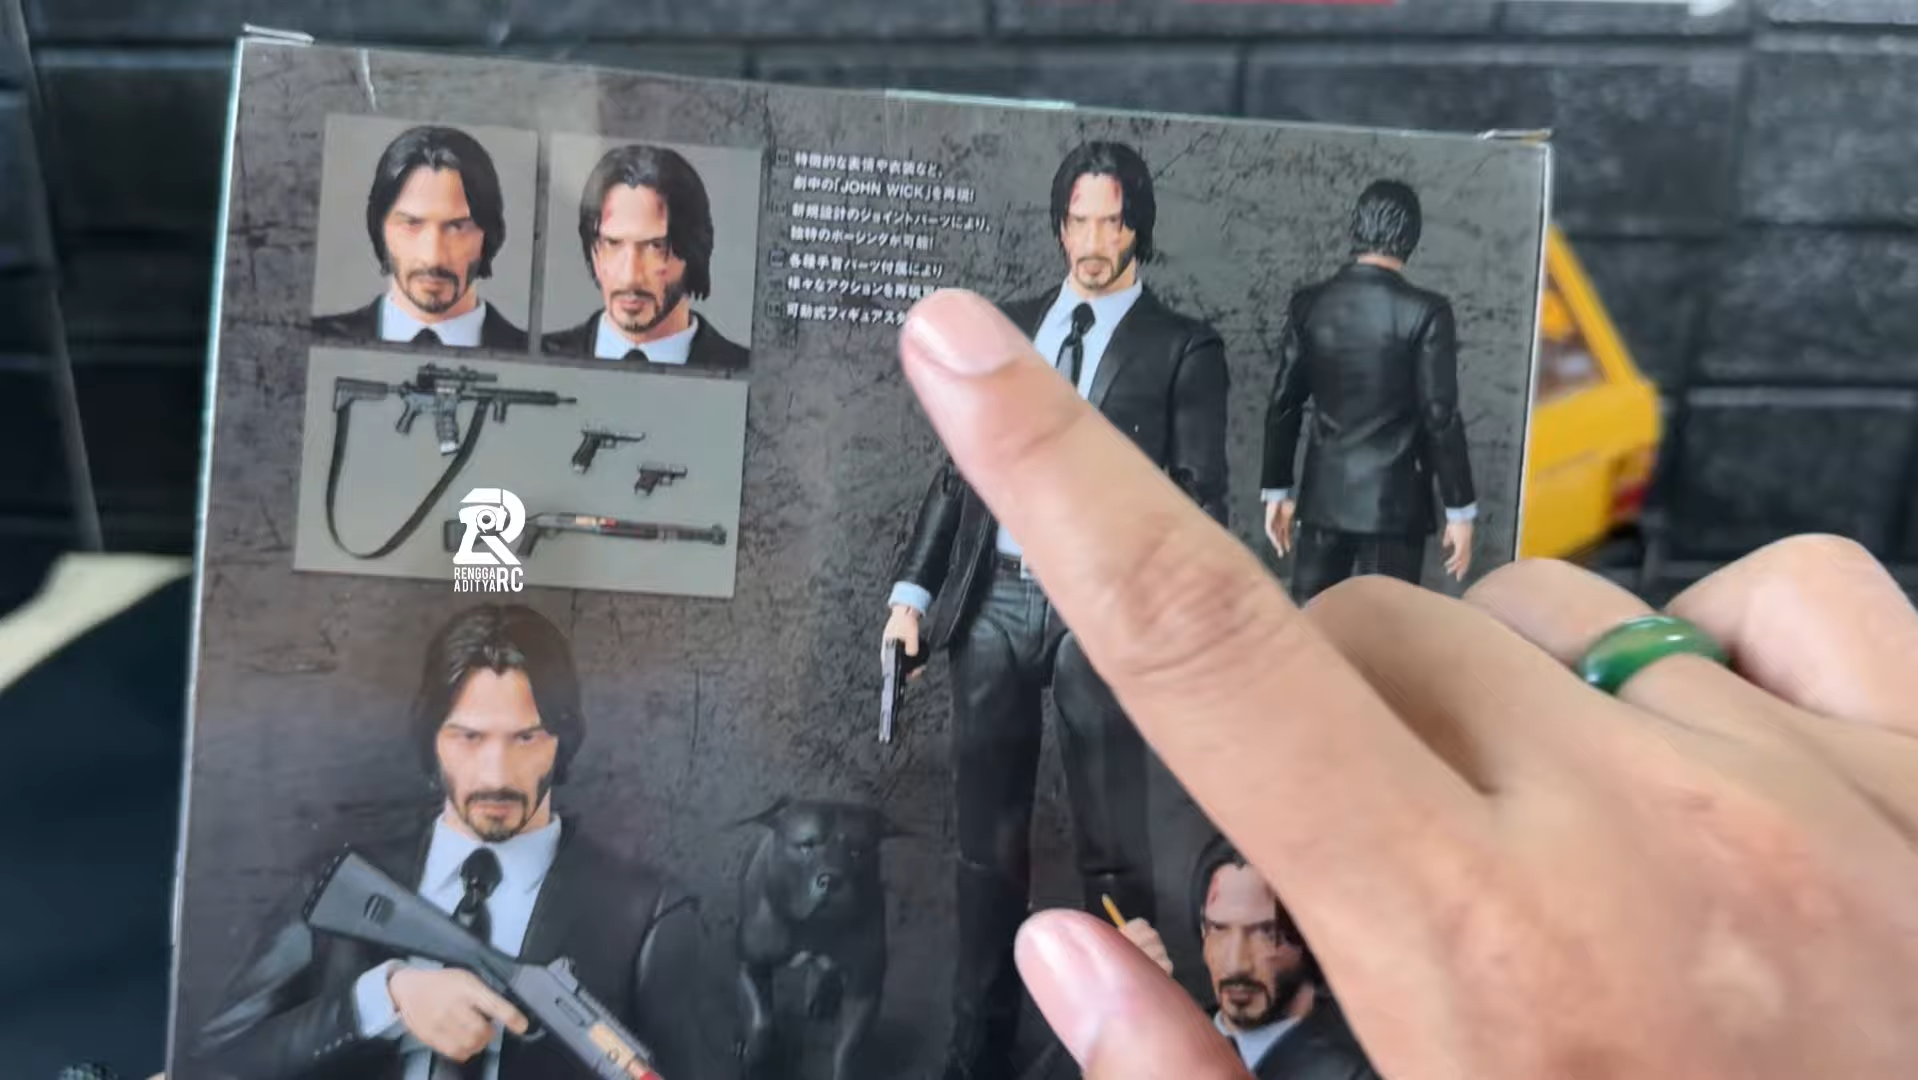 特徴的な表情や衣装など、
劇中の「JOHN WICK」を再現!
新規設計のジョイントパーツにより、
独特のポージングが可能!
各種手首パーツ付属により
様々なアクションを再現
可動式フィギュアス
RENGGA
ADITYARC